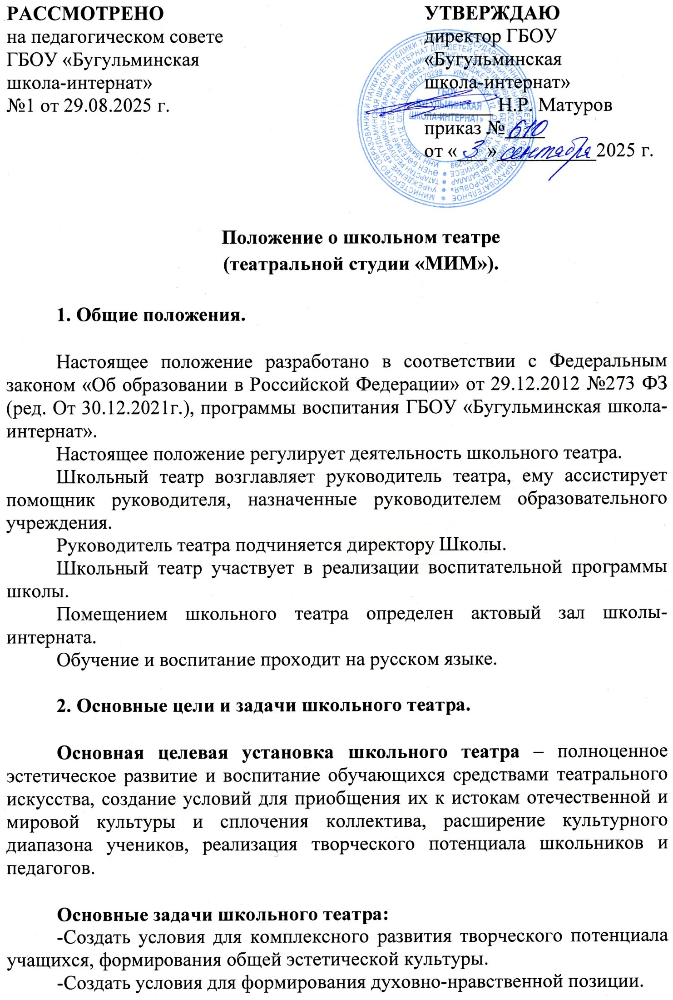 РАССМОТРЕНО
на педагогическом совете
ГБОУ «Бугульминская
школа-интернат»
№1 от 29.08.2025 г.
УТВЕРЖДАЮ
директор ГБОУ
«Бугульминская
школа-интернат»
Н.Р. Матуров
приказ № 610
от « 3 » сентября 2025 г.
ГБОУ
«БУГУЛЬМИНСКАЯ
ШКОЛА-ИНТЕРНАТ»
Положение о школьном театре
(театральной студии «МИМ»).
1. Общие положения.
Настоящее положение разработано в соответствии с Федеральным
законом «Об образовании в Российской Федерации» от 29.12.2012 №273 ФЗ
(ред. От 30.12.2021г.), программы воспитания ГБОУ «Бугульминская школа-
интернат».
Настоящее положение регулирует деятельность школьного театра.
Школьный театр возглавляет руководитель театра, ему ассистирует
помощник руководителя, назначенные руководителем образовательного
учреждения.
Руководитель театра подчиняется директору Школы.
Школьный театр участвует в реализации воспитательной программы
школы.
Помещением школьного театра определен актовый зал школы-
интерната.
Обучение и воспитание проходит на русском языке.
2. Основные цели и задачи школьного театра.
Основная целевая установка школьного театра – полноценное
эстетическое развитие и воспитание обучающихся средствами театрального
искусства, создание условий для приобщения их к истокам отечественной и
мировой культуры и сплочения коллектива, расширение культурного
диапазона учеников, реализация творческого потенциала школьников и
педагогов.
Основные задачи школьного театра:
-Создать условия для комплексного развития творческого потенциала
учащихся, формирования общей эстетической культуры.
-Создать условия для формирования духовно-нравственной позиции.